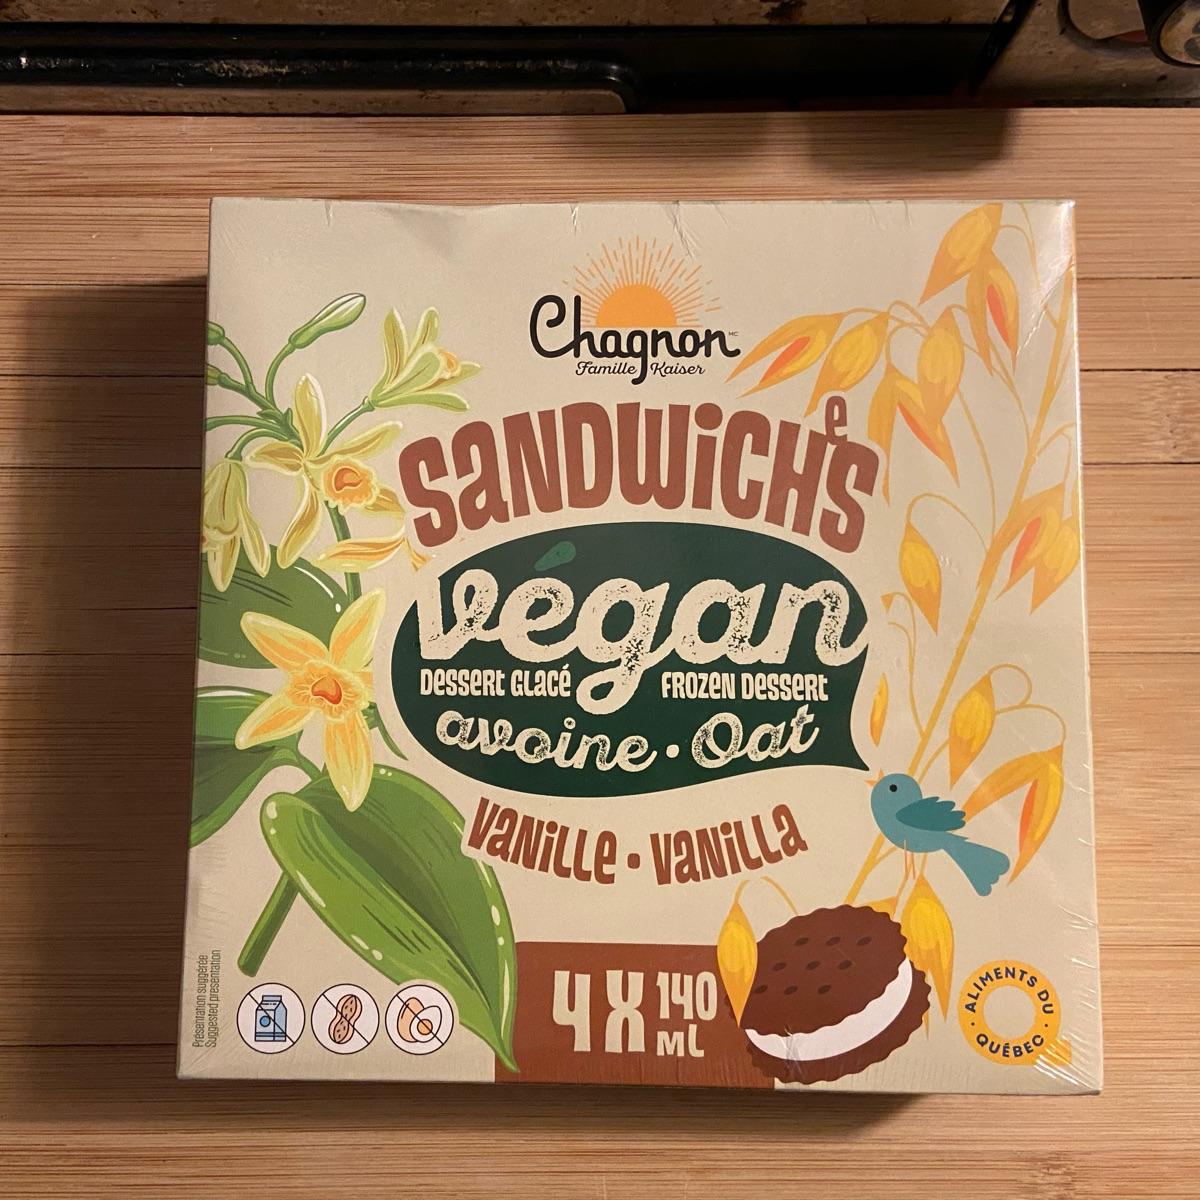 Chagnon MC
Famille Kaiser
SANDWICHeS
végan
DESSERT GLACÉ FROZEN DESSERT
avoine · Oat
VANILLE · VANILLA
4 X 140 ML
Présentation suggérée
Suggested presentation
ALIMENTS DU
· QUÉBEC ·